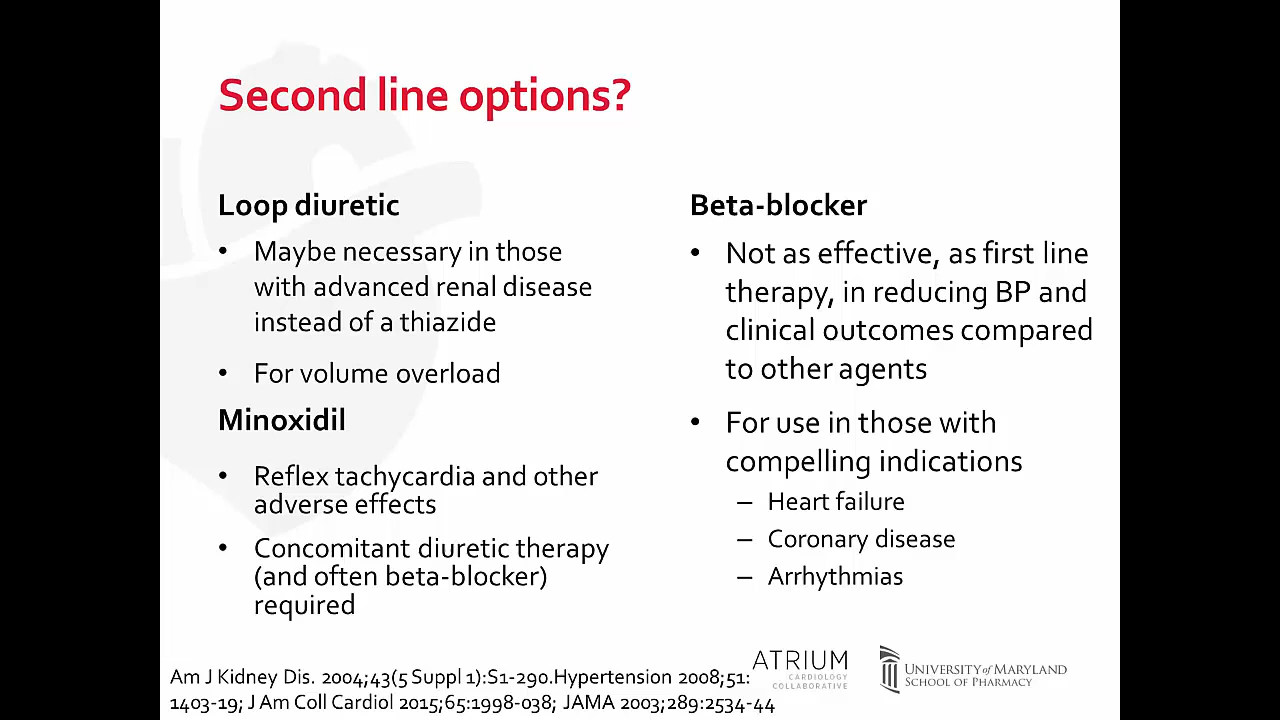 Second line options?
Loop diuretic
• Maybe necessary in those
with advanced renal disease
instead of a thiazide
• For volume overload
Minoxidil
• Reflex tachycardia and other
adverse effects
• Concomitant diuretic therapy
(and often beta-blocker)
required
Beta-blocker
• Not as effective, as first line
therapy, in reducing BP and
clinical outcomes compared
to other agents
• For use in those with
compelling indications
– Heart failure
– Coronary disease
– Arrhythmias
Am J Kidney Dis. 2004;43(5 Suppl 1):S1-290.Hypertension 2008;51:
1403-19; J Am Coll Cardiol 2015;65:1998-038; JAMA 2003;289:2534-44
ATRIUM
CARDIOLOGY
COLLABORATIVE
UNIVERSITY of MARYLAND
SCHOOL OF PHARMACY